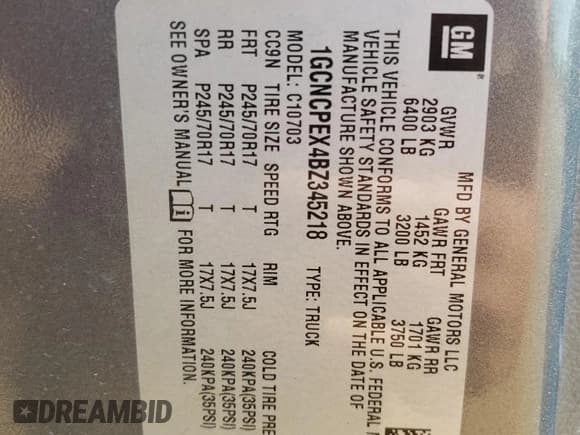 GM
®
MFD BY GENERAL MOTORS LLC
GVWR GAWR FRT GAWR RR
2903 KG 1452 KG 1701 KG
6400 LB 3200 LB 3750 LB
THIS VEHICLE CONFORMS TO ALL APPLICABLE U.S. FEDERAL
VEHICLE SAFETY STANDARDS IN EFFECT ON THE DATE OF
MANUFACTURE SHOWN ABOVE.
1GCNCPEX4BZ345218 TYPE: TRUCK
MODEL: C10703
CC9N TIRE SIZE SPEED RTG RIM COLD TIRE PRE
FRT P245/70R17 T 17X7.5J 240KPA(35PSI)
RR P245/70R17 T 17X7.5J 240KPA(35PSI)
SPA P245/70R17 T 17X7.5J 240KPA(35PSI)
SEE OWNER'S MANUAL i FOR MORE INFORMATION.
DREAMBID